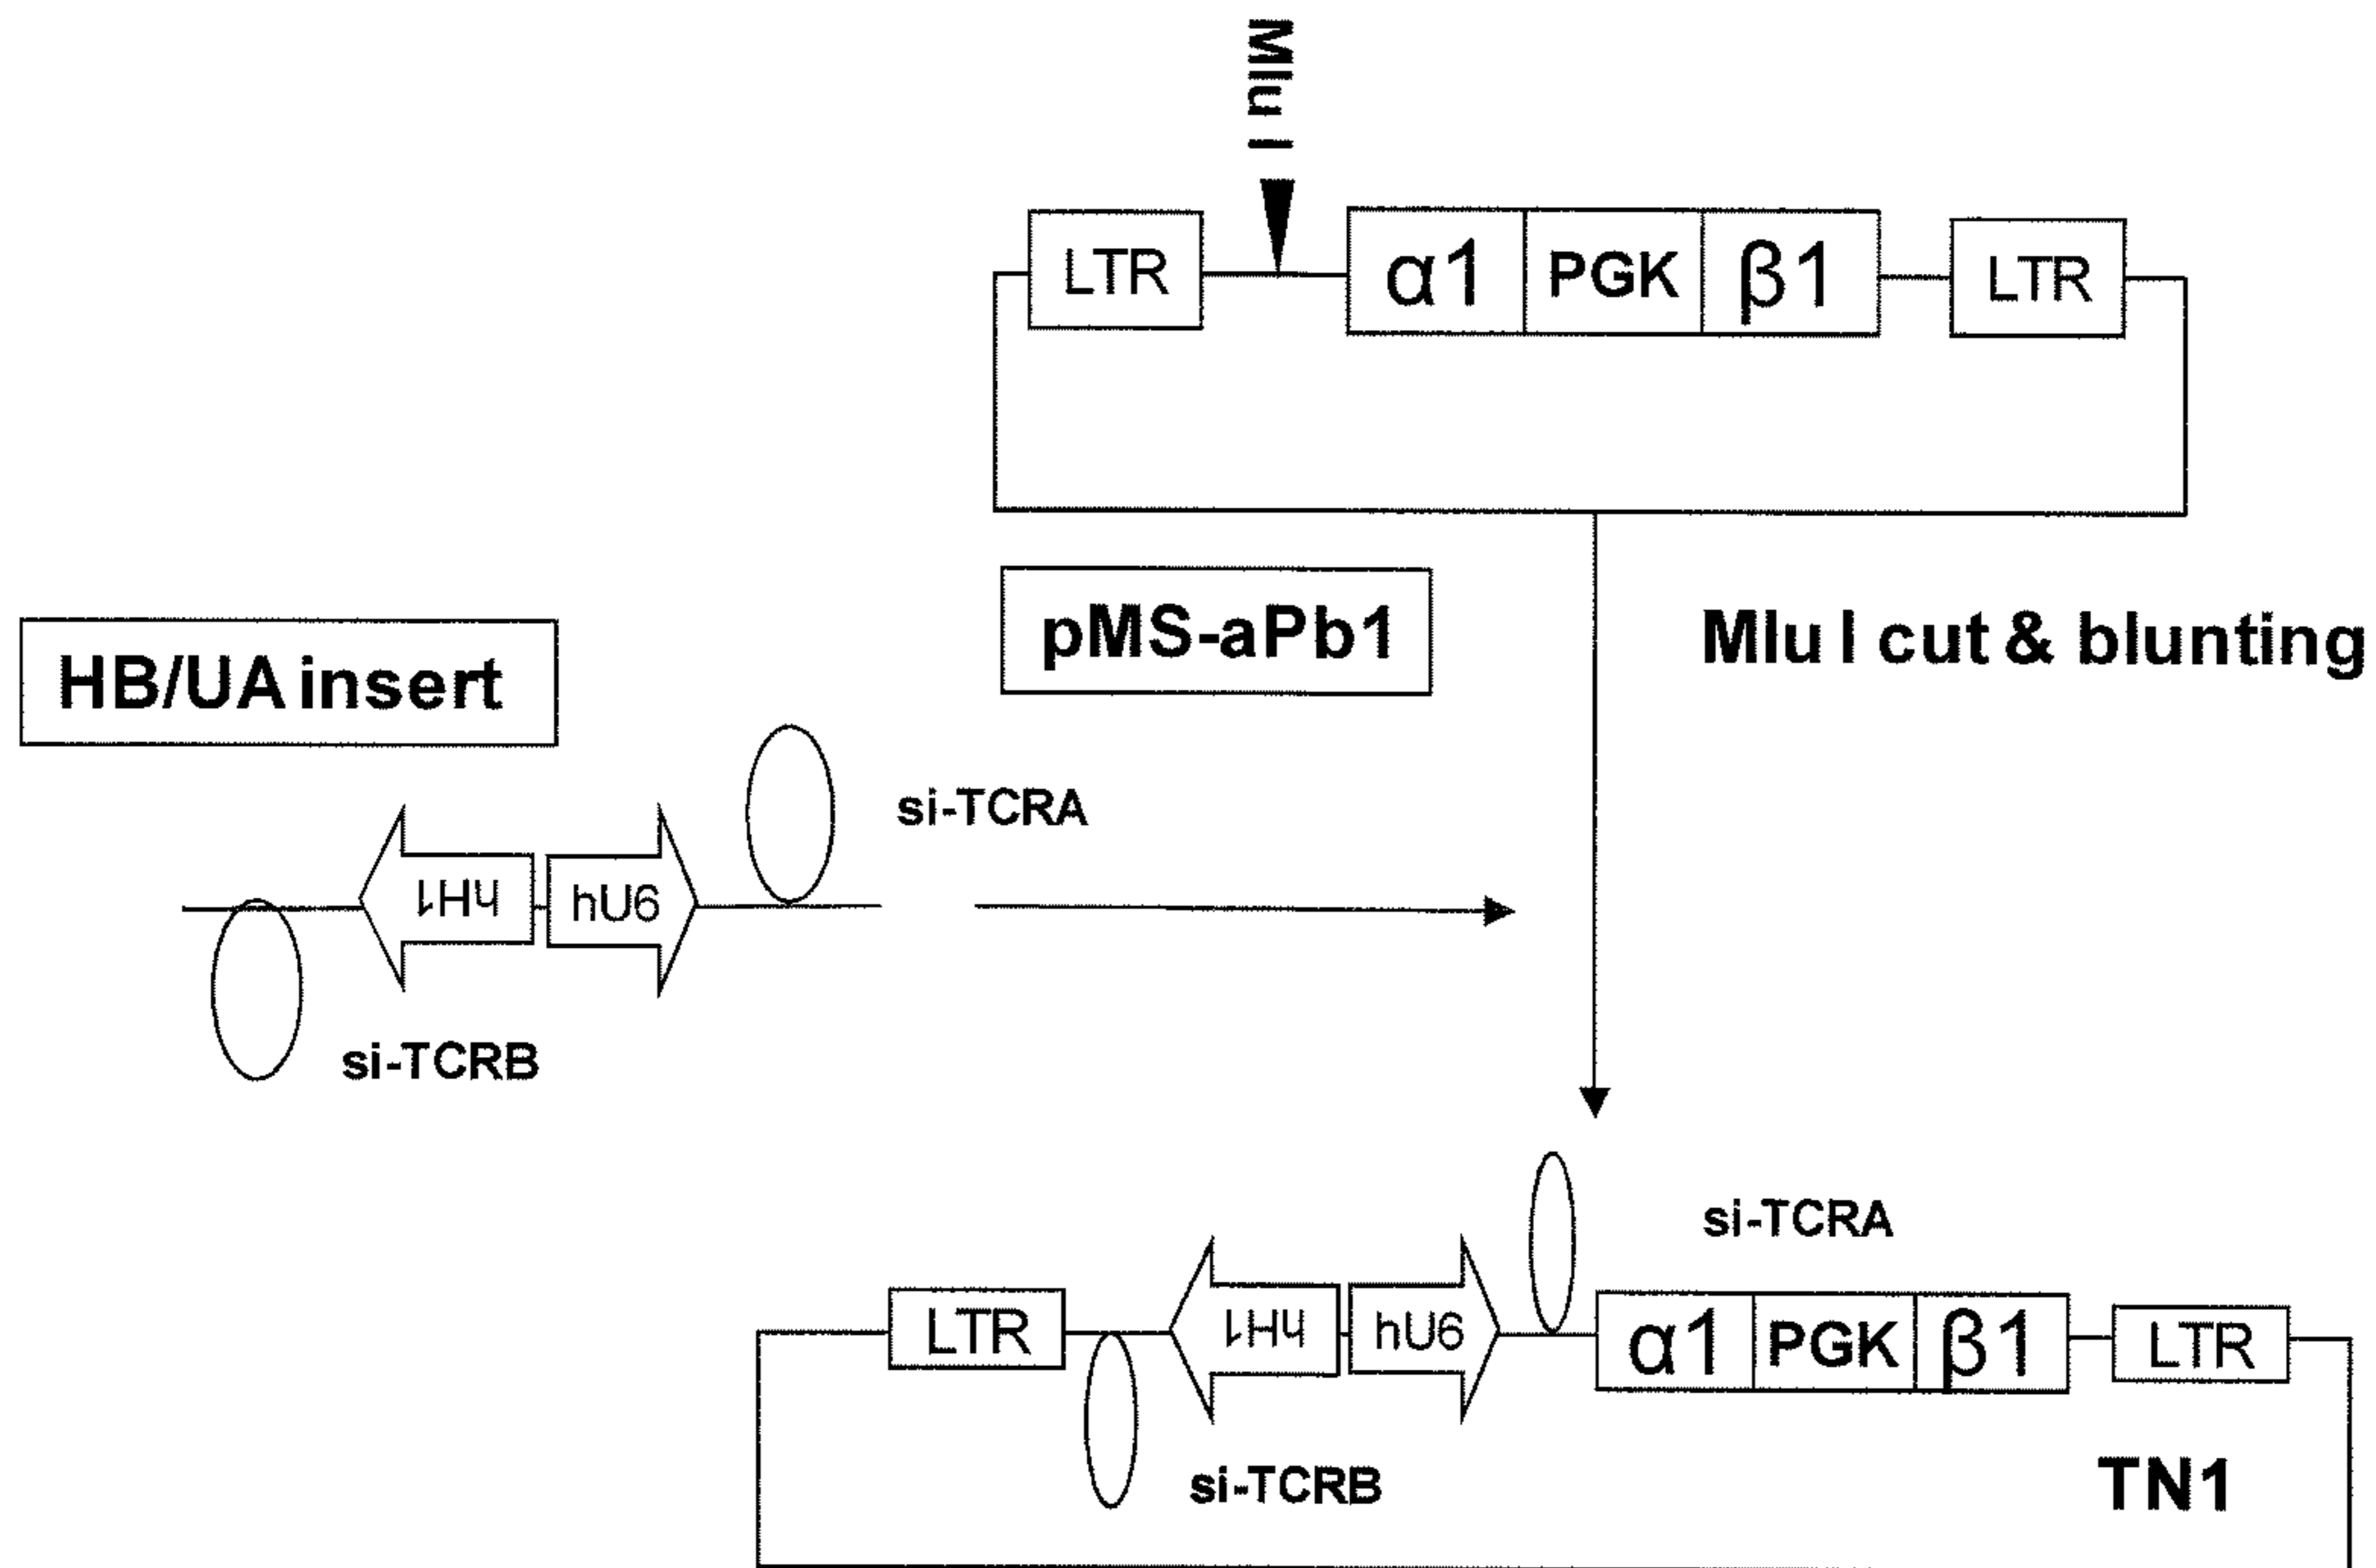 Mlu I
LTR
α1
PGK
β1
LTR
pMS-aPb1
Mlu I cut & blunting
HB/UA insert
si-TCRA
hH1
hU6
si-TCRB
si-TCRA
LTR
hH1
hU6
α1
PGK
β1
LTR
si-TCRB
TN1